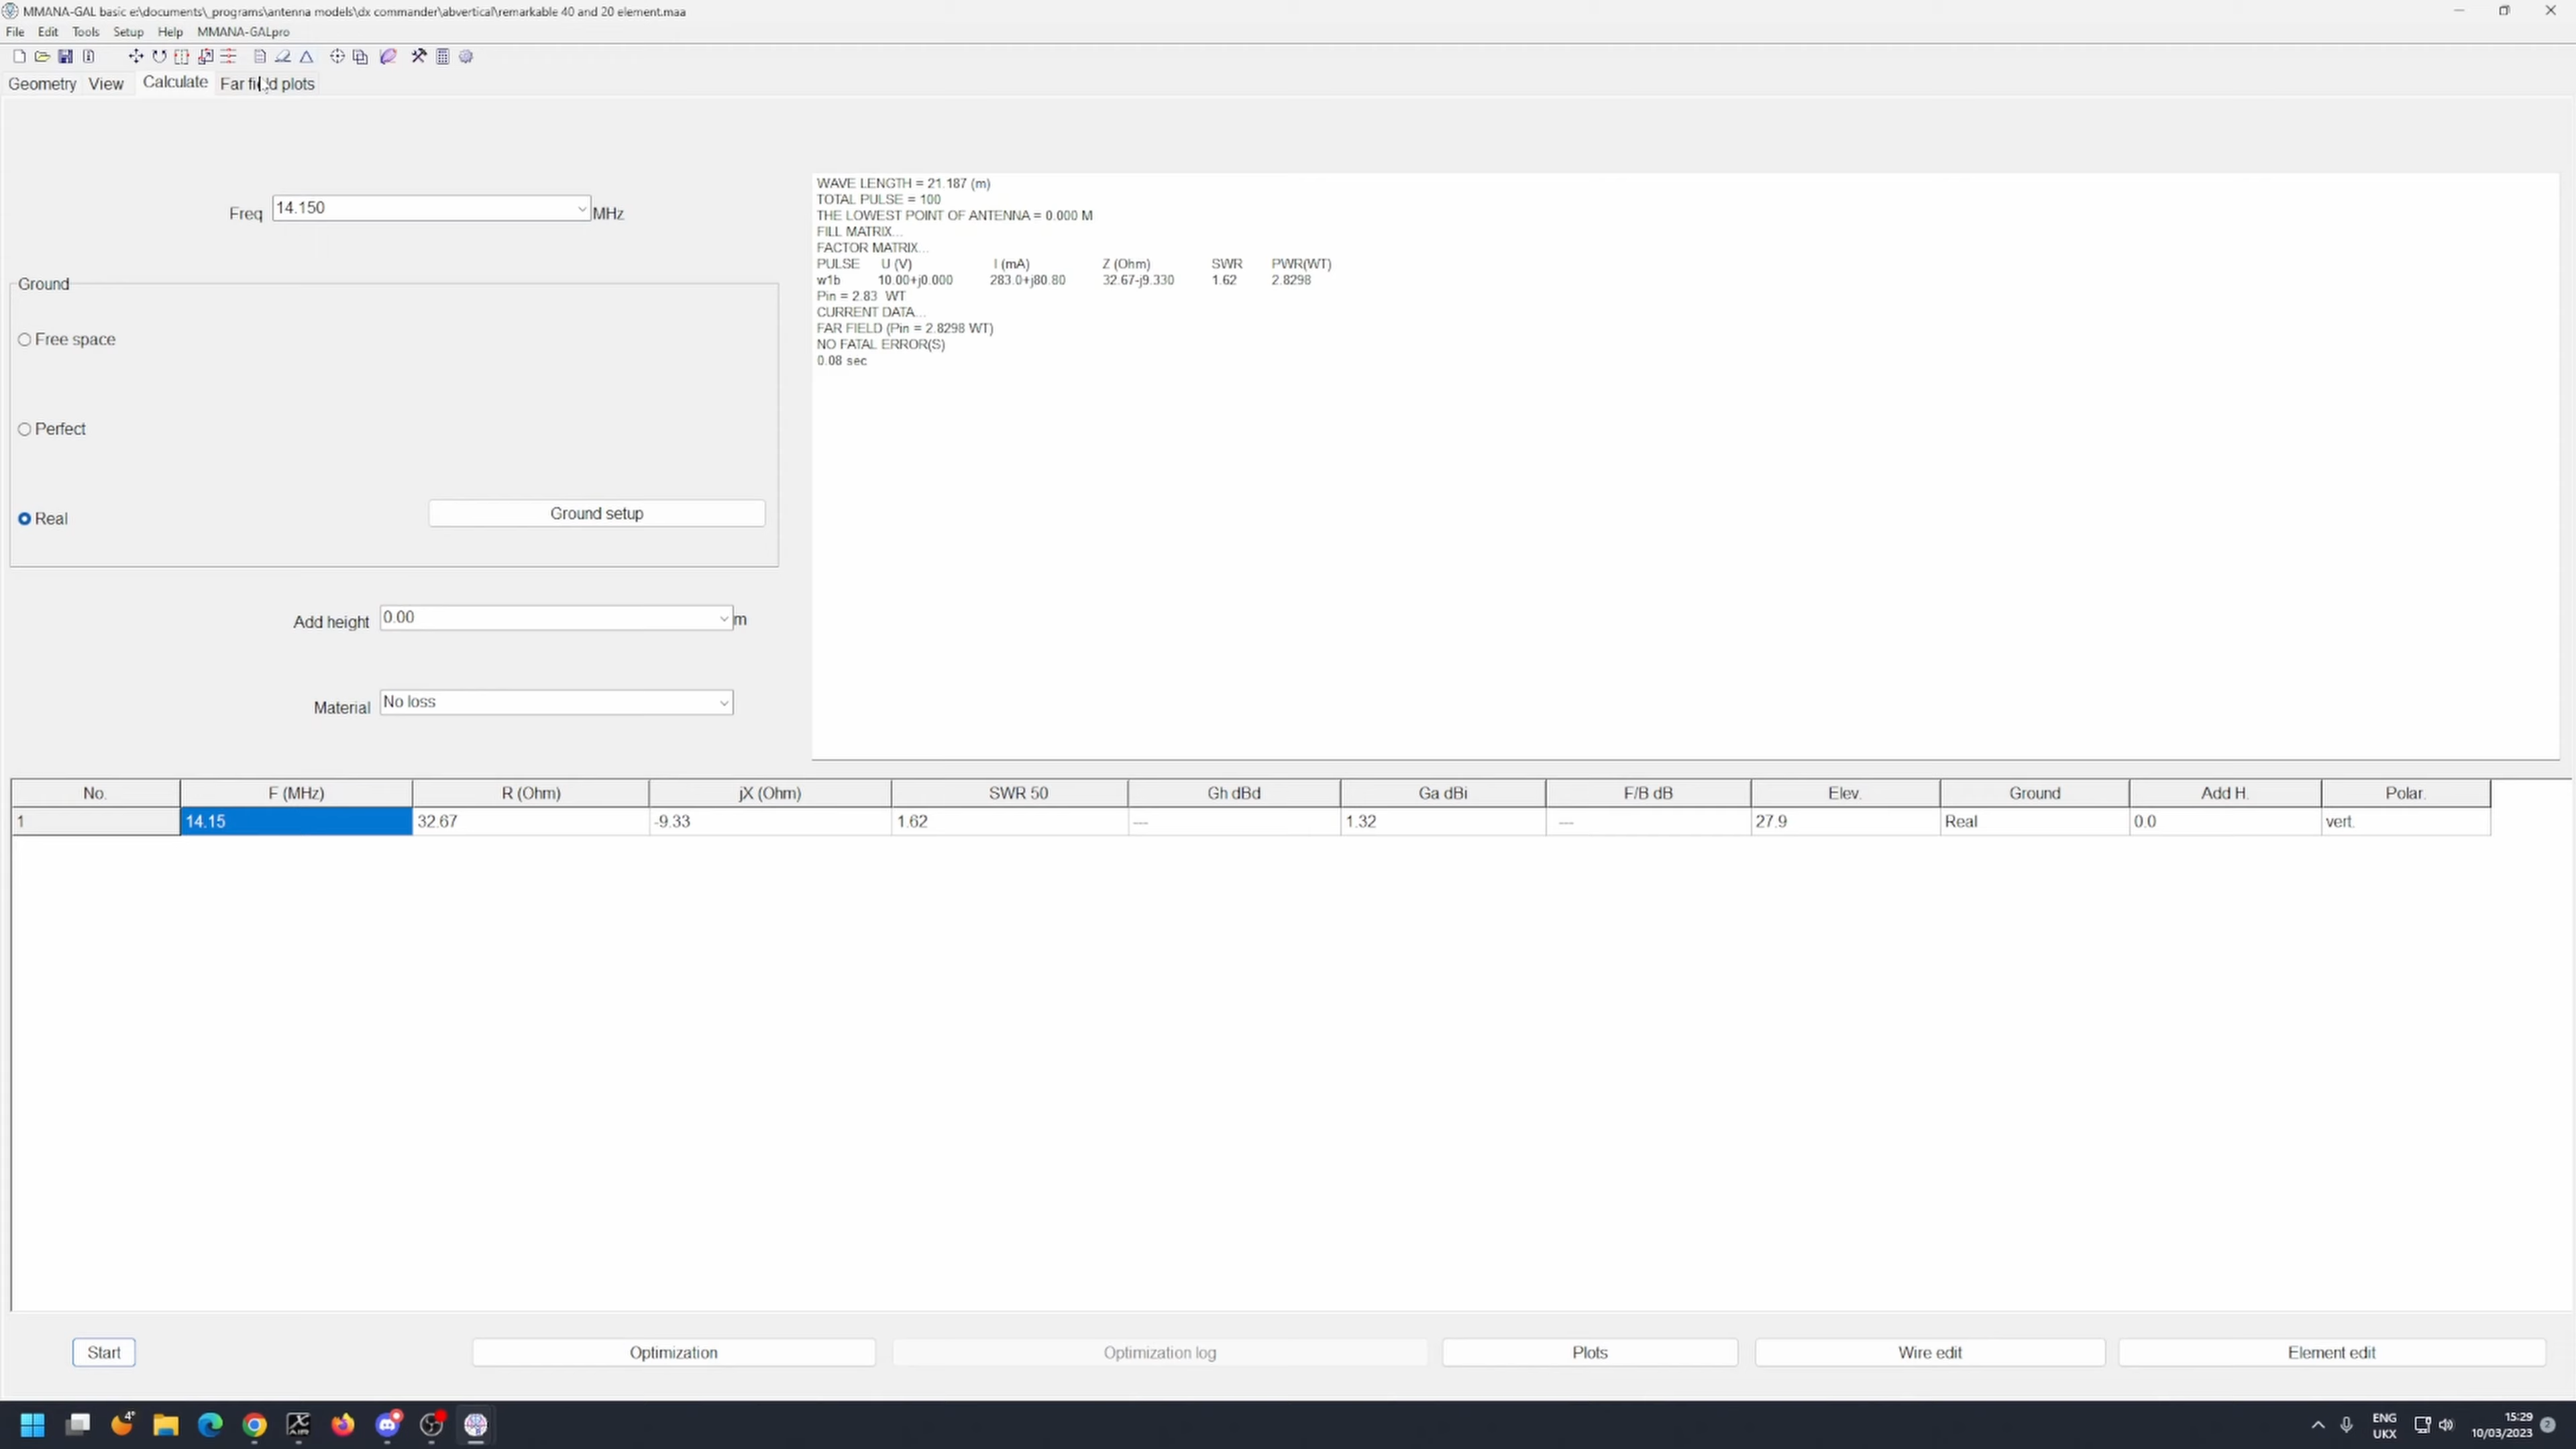 MMANA-GAL basic e:\documents\_programs\antenna models\dx commander\abvertical\remarkable 40 and 20 element.maa
File Edit Tools Setup Help MMANA-GALpro
Geometry View Calculate Far field plots
Freq 14.150 MHz
Ground
Free space
Perfect
Real Ground setup
Add height 0.00 m
Material No loss
WAVE LENGTH = 21.187 (m)
TOTAL PULSE = 100
THE LOWEST POINT OF ANTENNA = 0.000 M
FILL MATRIX...
FACTOR MATRIX...
PULSE U (V) I (mA) Z (Ohm) SWR PWR(WT)
w1b 10.00+j0.000 283.0+j80.80 32.67-j9.330 1.62 2.8298
Pin = 2.83 WT
CURRENT DATA...
FAR FIELD (Pin = 2.8298 WT)
NO FATAL ERROR(S)
0.08 sec
No. F (MHz) R (Ohm) jX (Ohm) SWR 50 Gh dBd Ga dBi F/B dB Elev. Ground Add H. Polar.
1 14.15 32.67 -9.33 1.62 --- 1.32 --- 27.9 Real 0.0 vert.
Start Optimization Optimization log Plots Wire edit Element edit
4°
X AIR
ENG
UKX
15:29
10/03/2023
2